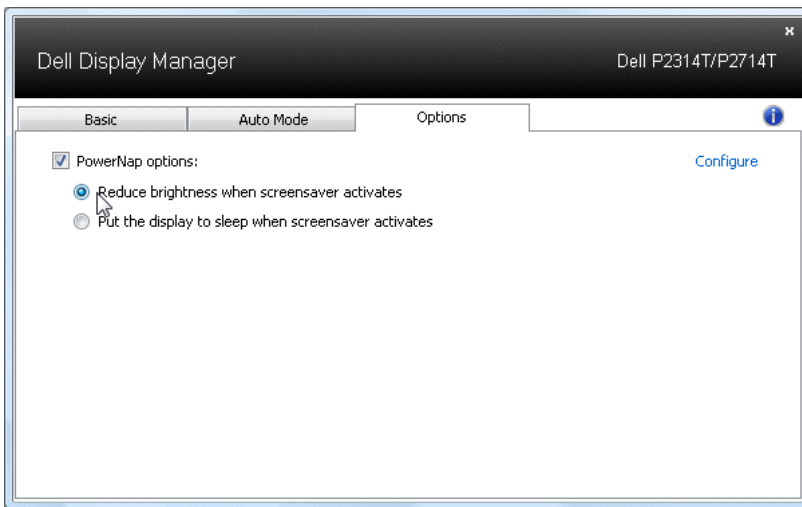 x
Dell Display Manager
Dell P2314T/P2714T
Basic
Auto Mode
Options
i
PowerNap options:
Configure
Reduce brightness when screensaver activates
Put the display to sleep when screensaver activates